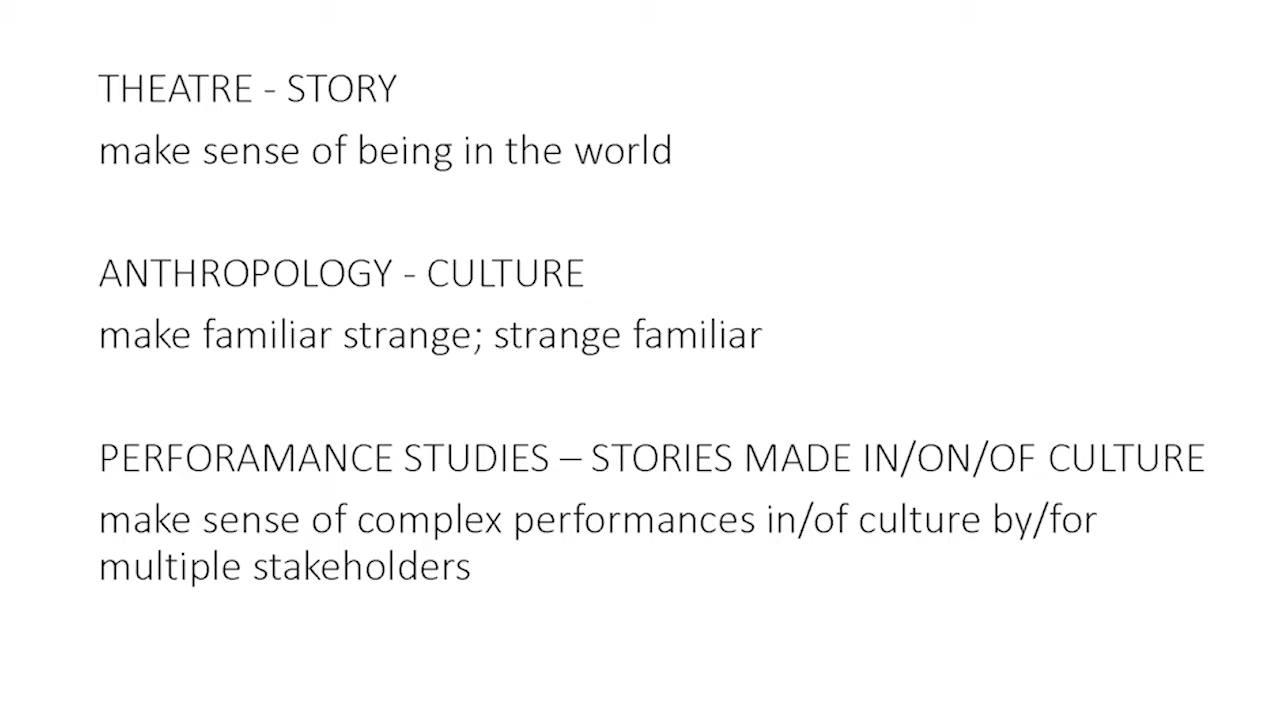 THEATRE - STORY
make sense of being in the world
ANTHROPOLOGY - CULTURE
make familiar strange; strange familiar
PERFORAMANCE STUDIES – STORIES MADE IN/ON/OF CULTURE
make sense of complex performances in/of culture by/for
multiple stakeholders